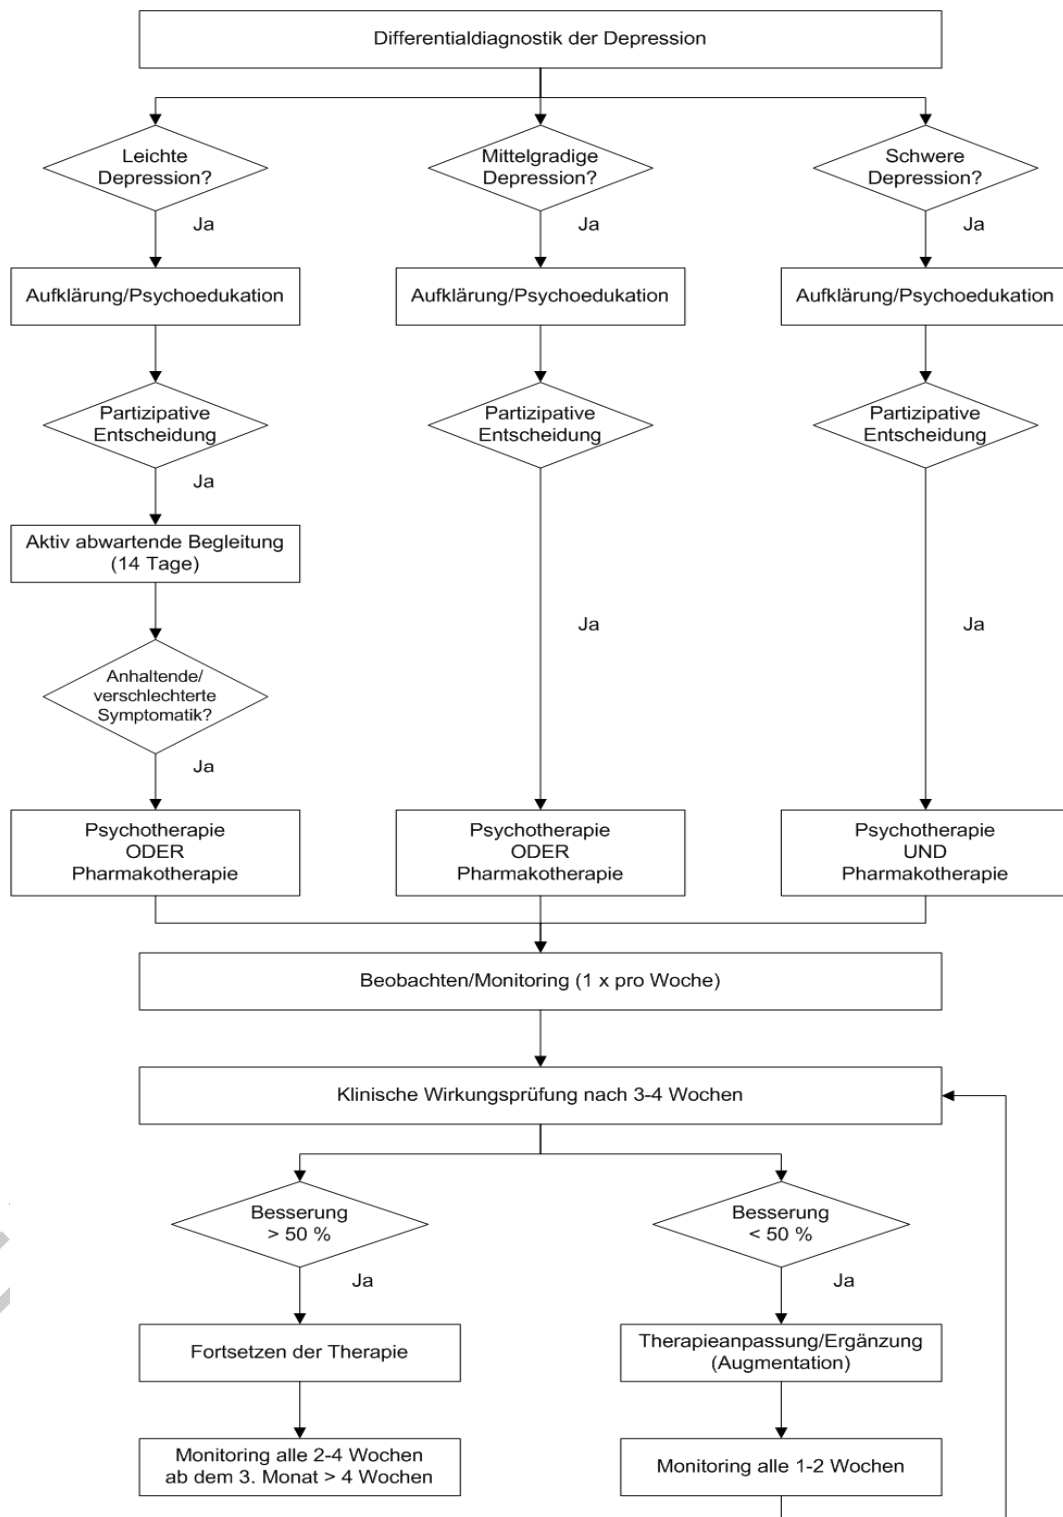 Differentialdiagnostik der Depression
Leichte
Depression?
Mittelgradige
Depression?
Schwere
Depression?
Ja
Ja
Ja
Aufklärung/Psychoedukation
Aufklärung/Psychoedukation
Aufklärung/Psychoedukation
Partizipative
Entscheidung
Partizipative
Entscheidung
Partizipative
Entscheidung
Ja
Aktiv abwartende Begleitung
(14 Tage)
Ja
Ja
Anhaltende/
verschlechterte
Symptomatik?
Ja
Psychotherapie
ODER
Pharmakotherapie
Psychotherapie
ODER
Pharmakotherapie
Psychotherapie
UND
Pharmakotherapie
Beobachten/Monitoring (1 x pro Woche)
Klinische Wirkungsprüfung nach 3-4 Wochen
Besserung
> 50 %
Besserung
< 50 %
Ja
Ja
Fortsetzen der Therapie
Therapieanpassung/Ergänzung
(Augmentation)
Monitoring alle 2-4 Wochen
ab dem 3. Monat > 4 Wochen
Monitoring alle 1-2 Wochen